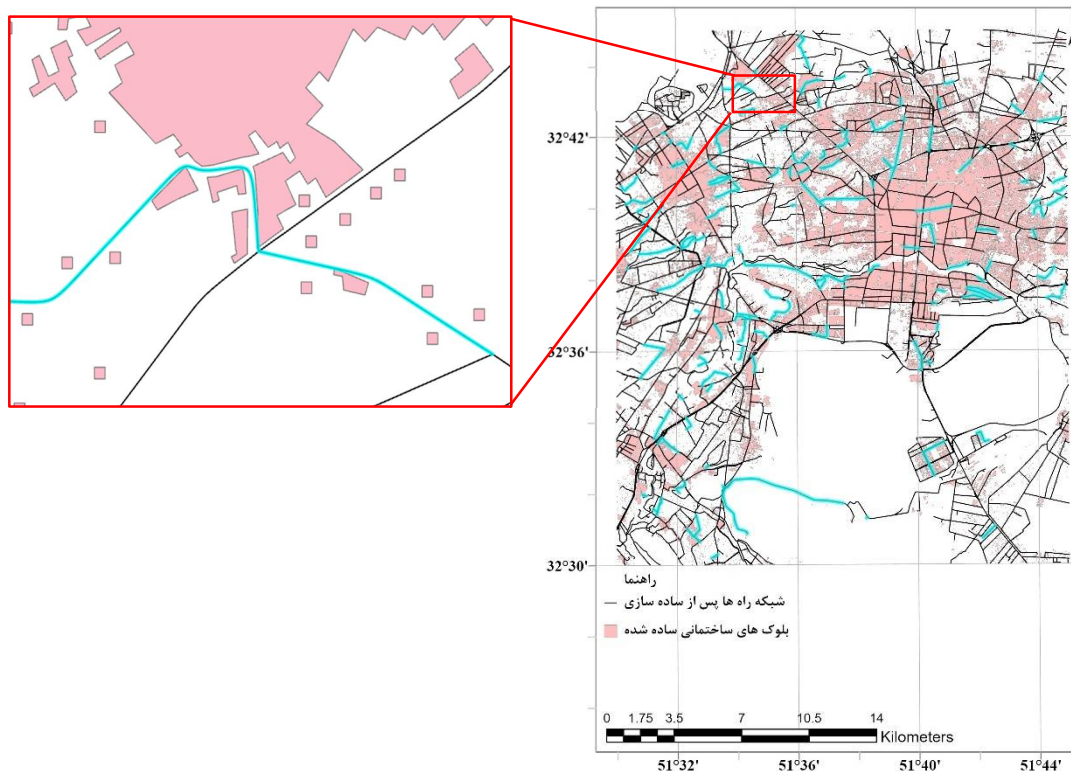 32°42'
32°36'
32°30'
راهنما
شبکه راه ها پس از ساده سازی
بلوک های ساختمانی ساده شده
0 1.75 3.5 7 10.5 14
Kilometers
51°32' 51°36' 51°40' 51°44'